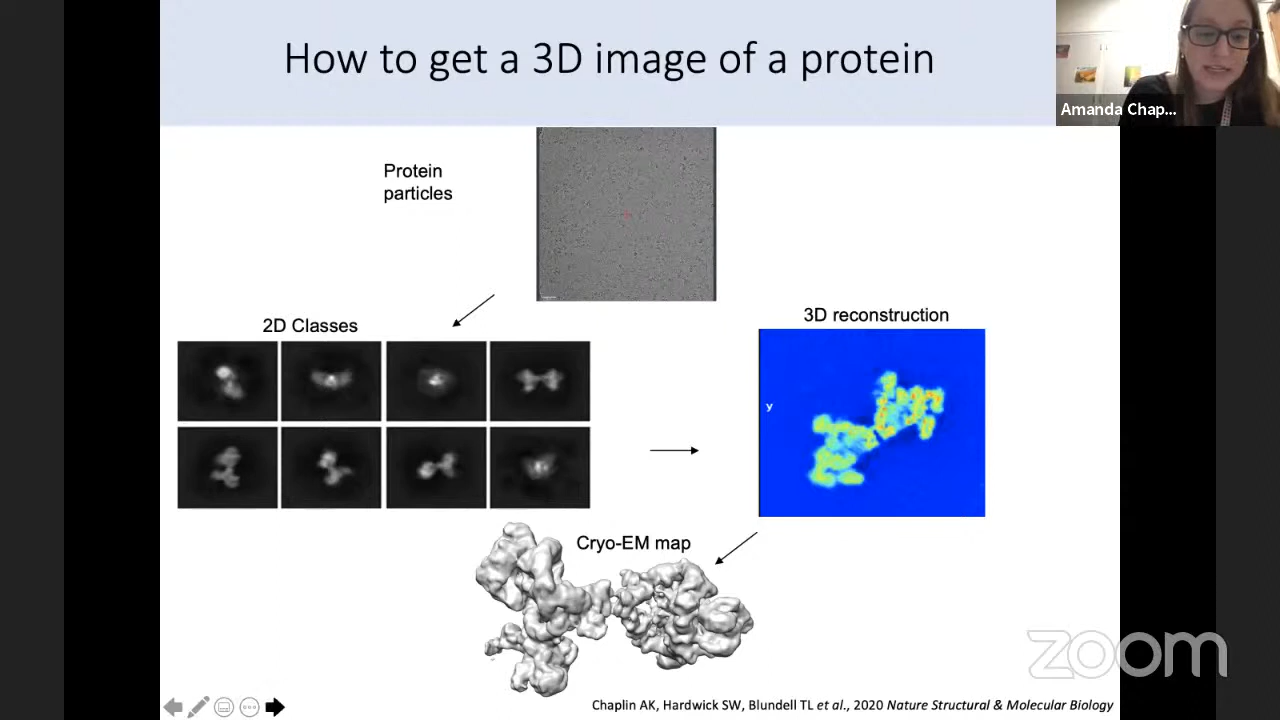 How to get a 3D image of a protein
Amanda Chap...
Protein
particles
2D Classes
3D reconstruction
y
Cryo-EM map
zoom
Chaplin AK, Hardwick SW, Blundell TL et al., 2020 Nature Structural & Molecular Biology